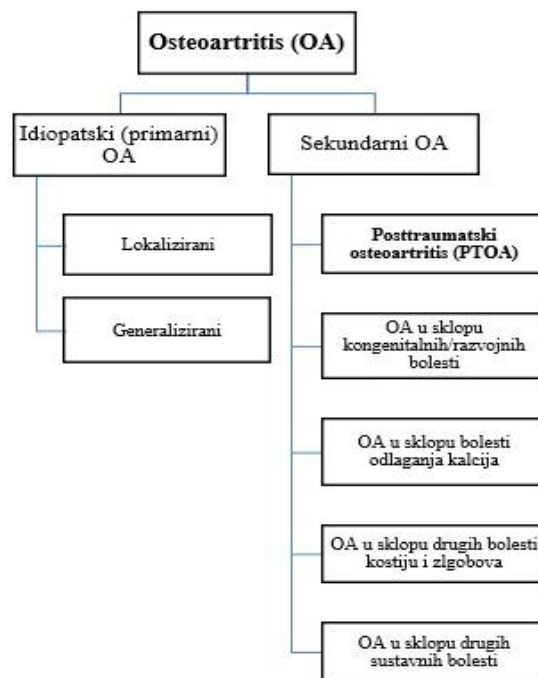 Osteoartritis (OA)
Idiopatski (primarni)
OA
Sekundarni OA
Lokalizirani
Generalizirani
Posttraumatski
osteoartritis (PTOA)
OA u sklopu
kongenitalnih/razvojnih
bolesti
OA u sklopu bolesti
odlaganja kalcija
OA u sklopu drugih bolesti
kostiju i zlgobova
OA u sklopu drugih
sustavnih bolesti